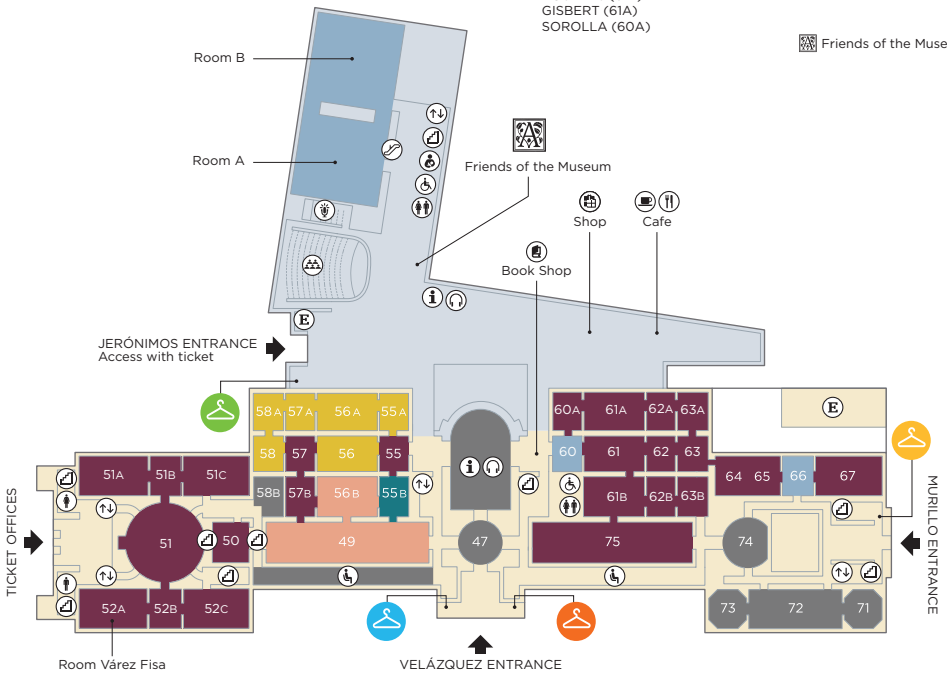 GISBERT (61A)
SOROLLA (60A)
Friends of the Muse
Room B
Room A
Friends of the Museum
Shop
Cafe
Book Shop
i
E
JERÓNIMOS ENTRANCE
Access with ticket
58A
57A
56A
55A
60A
61A
62A
63A
E
58
57
56
55
i
60
61
62
63
51A
51B
51C
64
65
66
67
58B
57B
56B
55B
61B
62B
63B
51
50
49
47
75
74
52A
52B
52C
73
72
71
TICKET OFFICES
MURILLO ENTRANCE
Room Várez Fisa
VELÁZQUEZ ENTRANCE